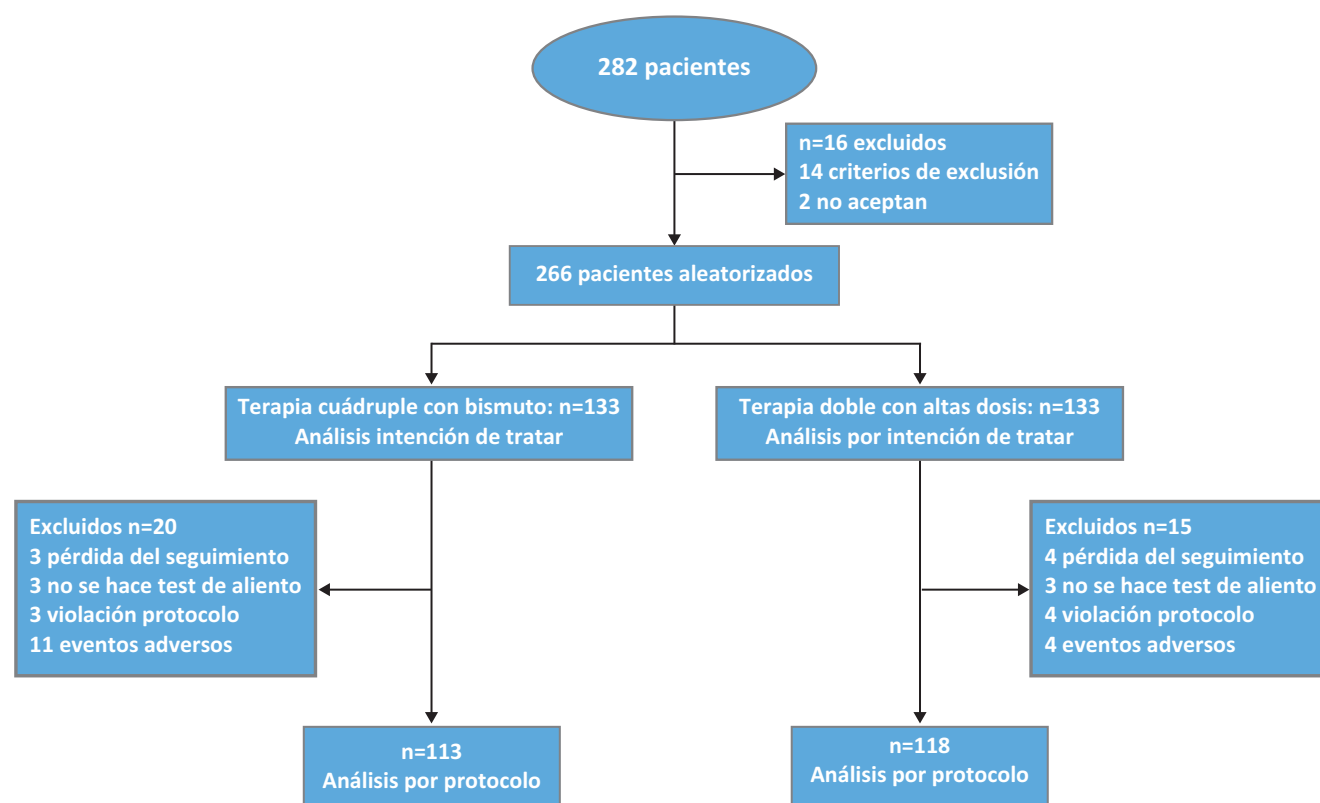 282 pacientes
n=16 excluidos
14 criterios de exclusión
2 no aceptan
266 pacientes aleatorizados
Terapia cuádruple con bismuto: n=133
Análisis intención de tratar
Terapia doble con altas dosis: n=133
Análisis por intención de tratar
Excluidos n=20
3 pérdida del seguimiento
3 no se hace test de aliento
3 violación protocolo
11 eventos adversos
Excluidos n=15
4 pérdida del seguimiento
3 no se hace test de aliento
4 violación protocolo
4 eventos adversos
n=113
Análisis por protocolo
n=118
Análisis por protocolo